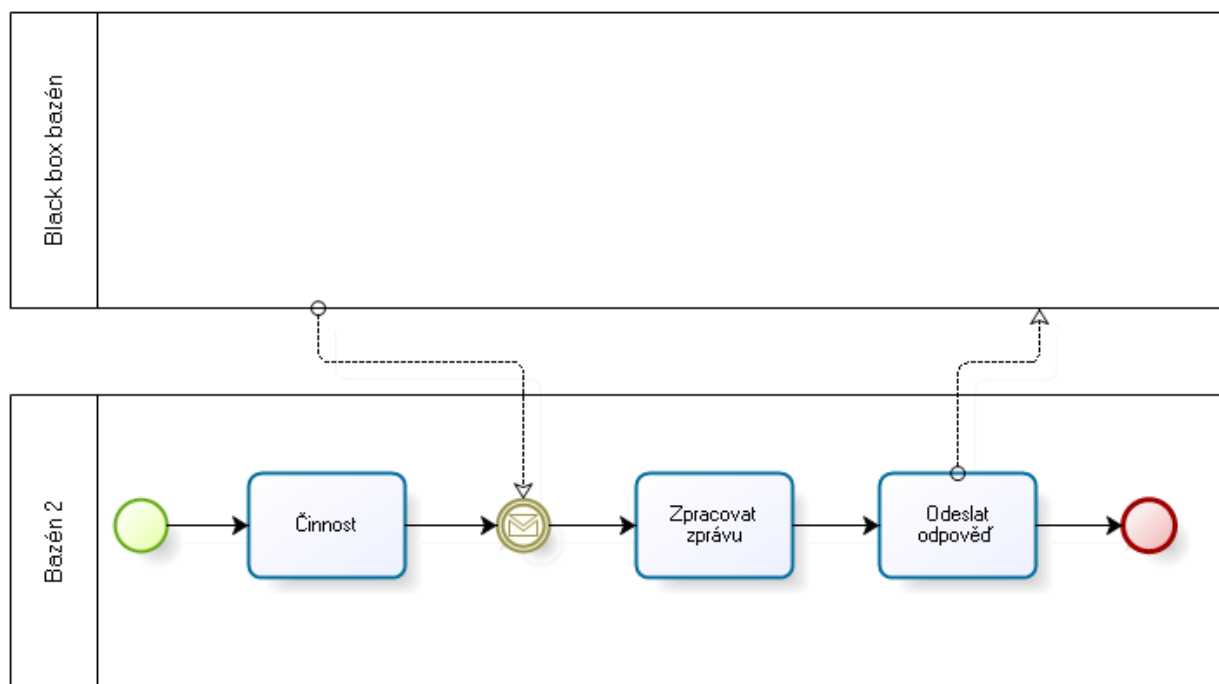 Black box bazén
Bazén 2
Činnost
Zpracovat
zprávu
Odeslat
odpověď